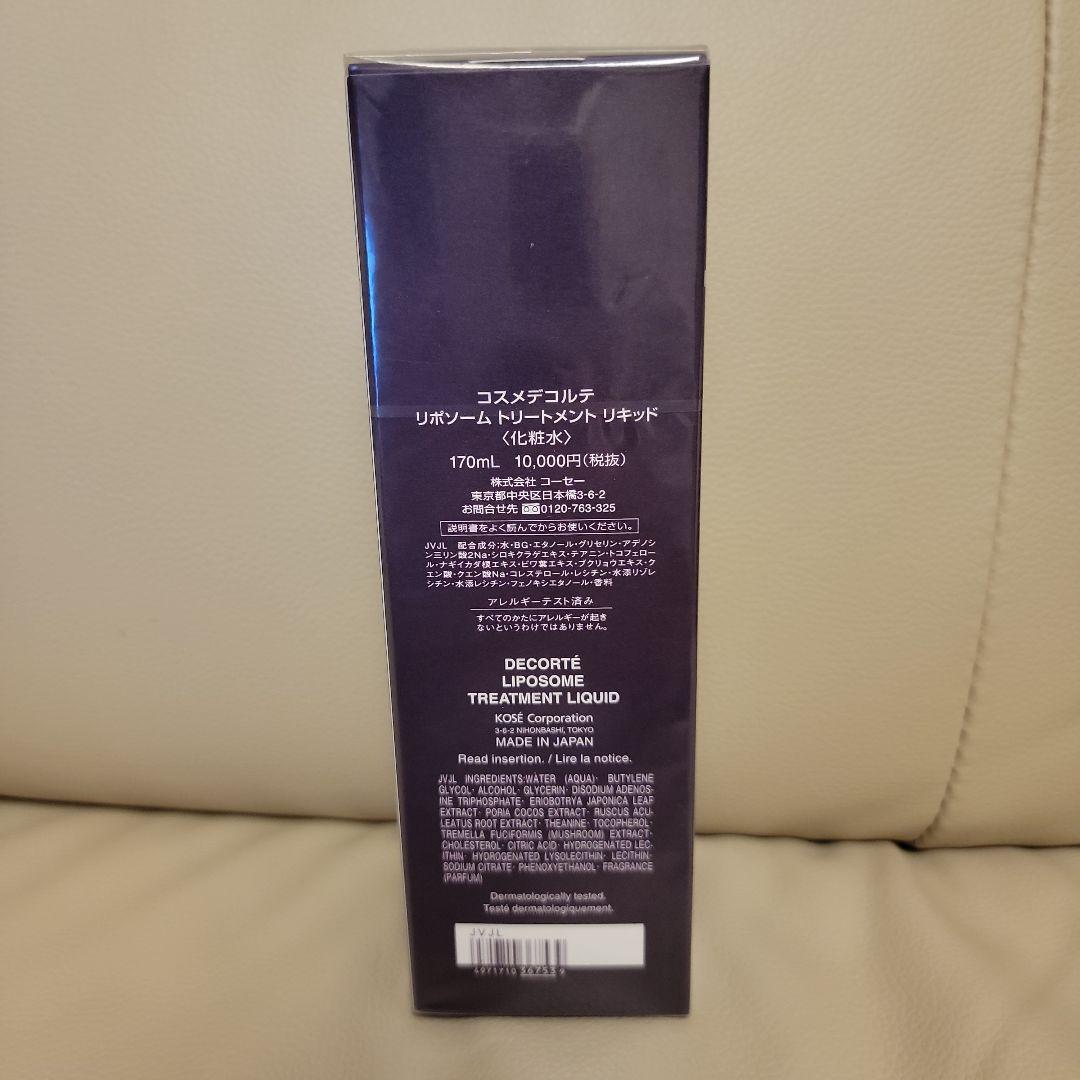 コスメデコルテ
リポソーム トリートメント リキッド
〈化粧水〉
170mL 10,000円(税抜)
株式会社 コーセー
東京都中央区日本橋3-6-2
お問合せ先 0120-763-325
説明書をよく読んでからお使いください。
JVJL 配合成分:水・BG・エタノール・グリセリン・アデノシ
ン三リン酸2Na・シロキクラゲエキス・テアニン・トコフェロー
ル・ナギイカダ根エキス・ビワ葉エキス・ブクリョウエキス・ク
エン酸・クエン酸Na・コレステロール・レシチン・水添リゾレ
シチン・水添レシチン・フェノキシエタノール・香料
アレルギーテスト済み
すべてのかたにアレルギーが起き
ないというわけではありません。
DECORTÉ
LIPOSOME
TREATMENT LIQUID
KOSÉ Corporation
3-6-2 NIHONBASHI, TOKYO
MADE IN JAPAN
Read insertion. / Lire la notice.
JVJL INGREDIENTS:WATER (AQUA)· BUTYLENE
GLYCOL· ALCOHOL· GLYCERIN· DISODIUM ADENOS-
INE TRIPHOSPHATE· ERIOBOTRYA JAPONICA LEAF
EXTRACT· PORIA COCOS EXTRACT· RUSCUS ACU-
LEATUS ROOT EXTRACT· THEANINE· TOCOPHEROL·
TREMELLA FUCIFORMIS (MUSHROOM) EXTRACT·
CHOLESTEROL· CITRIC ACID· HYDROGENATED LEC-
ITHIN· HYDROGENATED LYSOLECITHIN· LECITHIN·
SODIUM CITRATE· PHENOXYETHANOL· FRAGRANCE
(PARFUM)
Dermatologically tested.
Testé dermatologiquement.
JVJL
4971710 367539